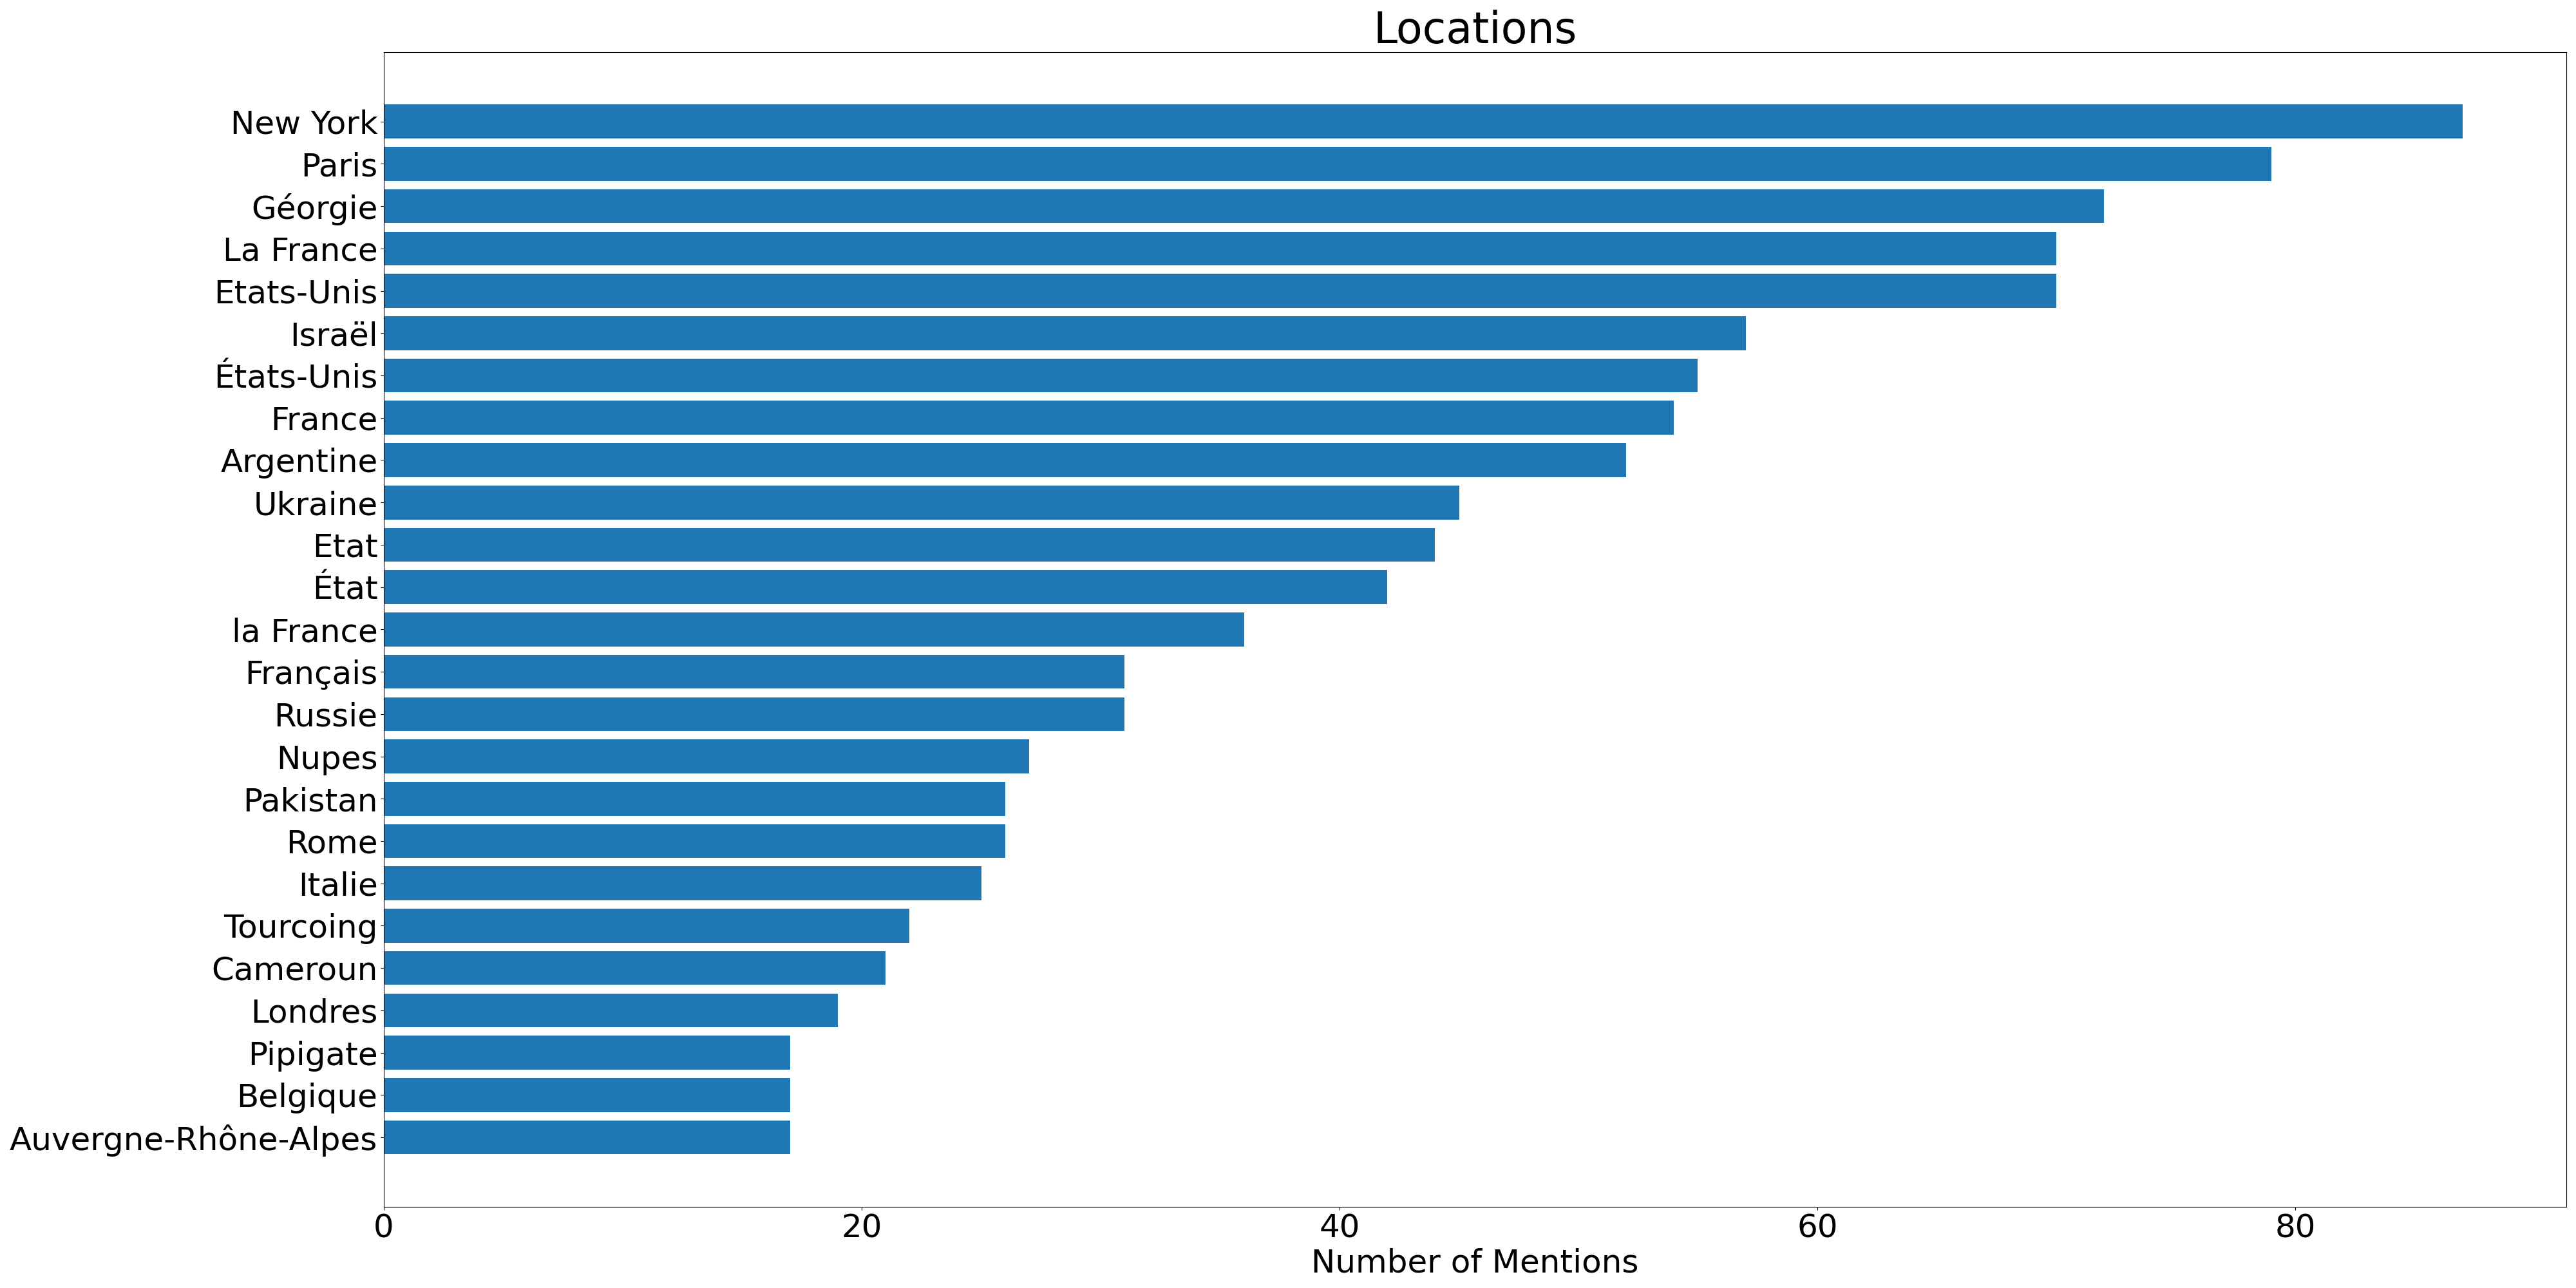 Locations
New York
Paris
Géorgie
La France
Etats-Unis
Israël
États-Unis
France
Argentine
Ukraine
Etat
État
la France
Français
Russie
Nupes
Pakistan
Rome
Italie
Tourcoing
Cameroun
Londres
Pipigate
Belgique
Auvergne-Rhône-Alpes
0 20 40 60 80
Number of Mentions